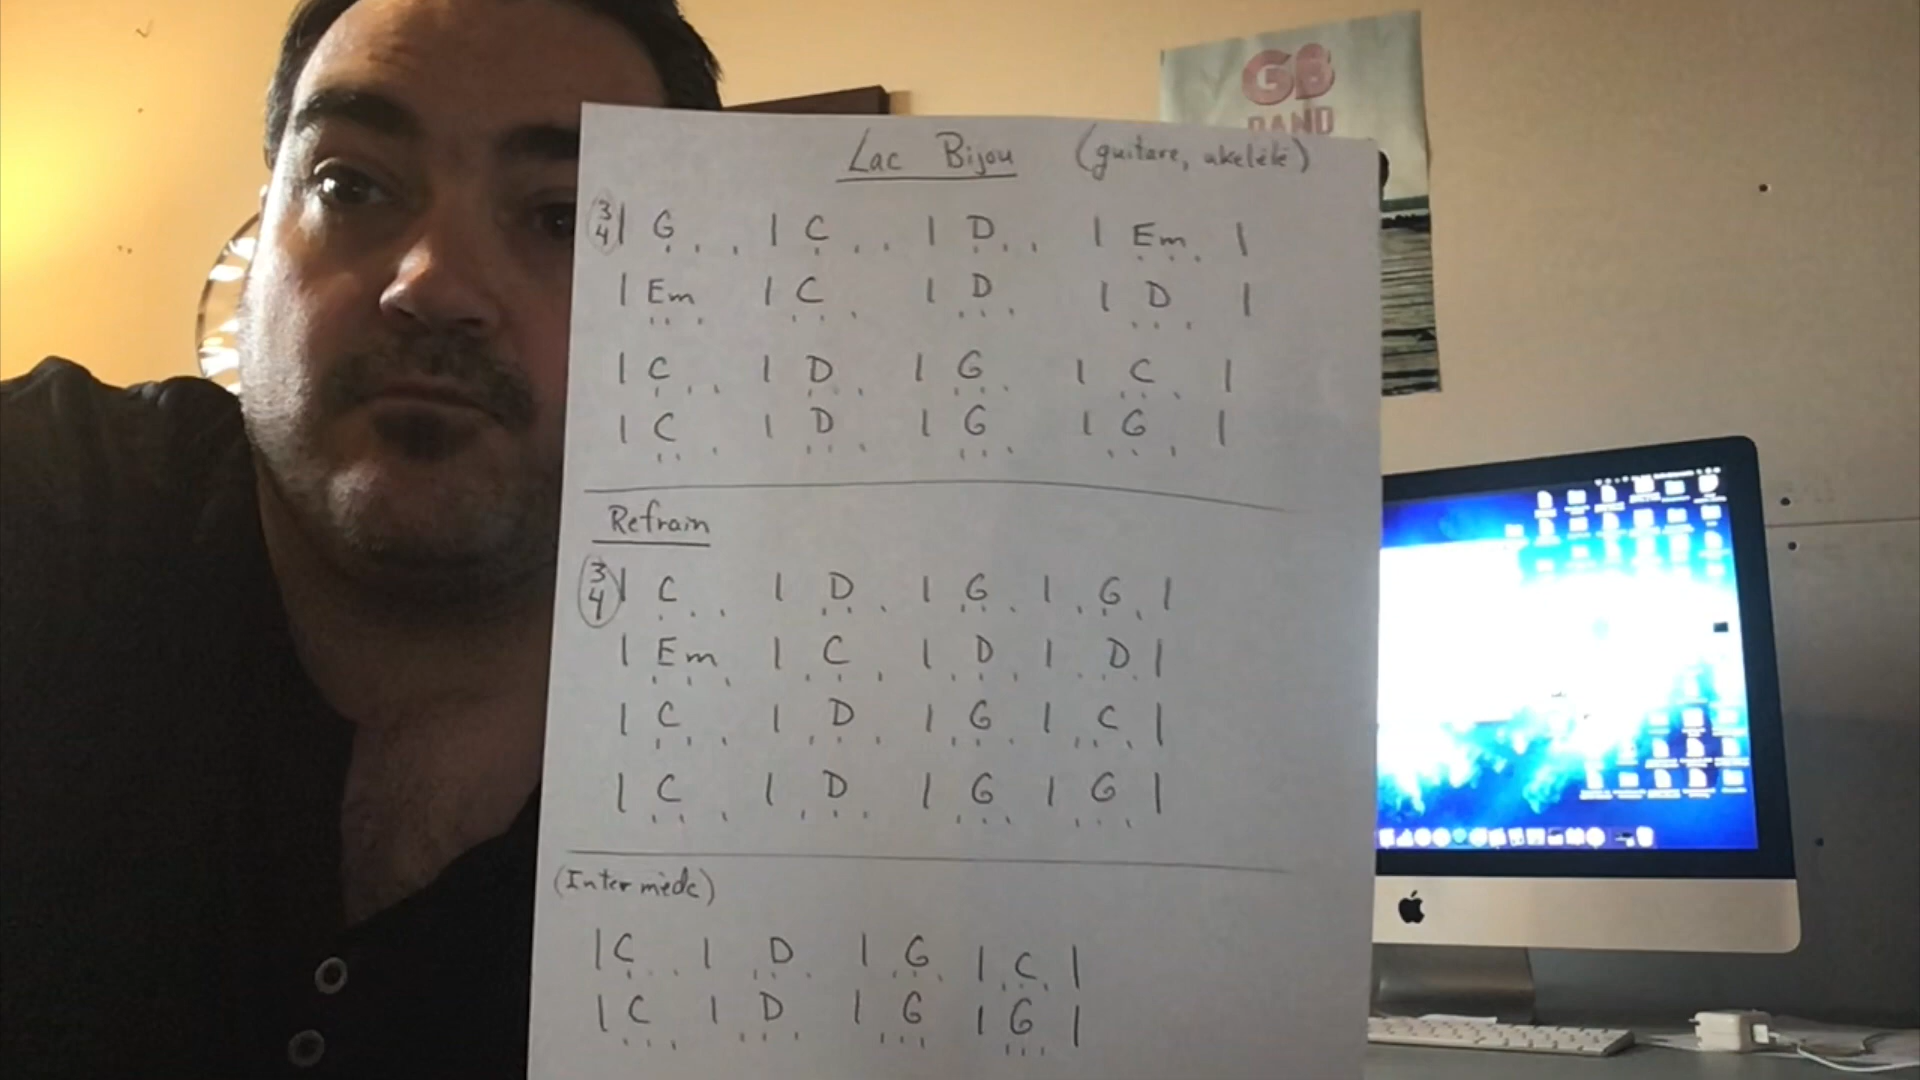 GB
BAND
Lac Bijou (guitare, ukelélé)
3/4 | G | C | D | Em |
| Em | C | D | D |
| C | D | G | C |
| C | D | G | G |
Refrain
3/4 | C | D | G | G |
| Em | C | D | D |
| C | D | G | C |
| C | D | G | G |
(Intermède)
| C | D | G | C |
| C | D | G | G |